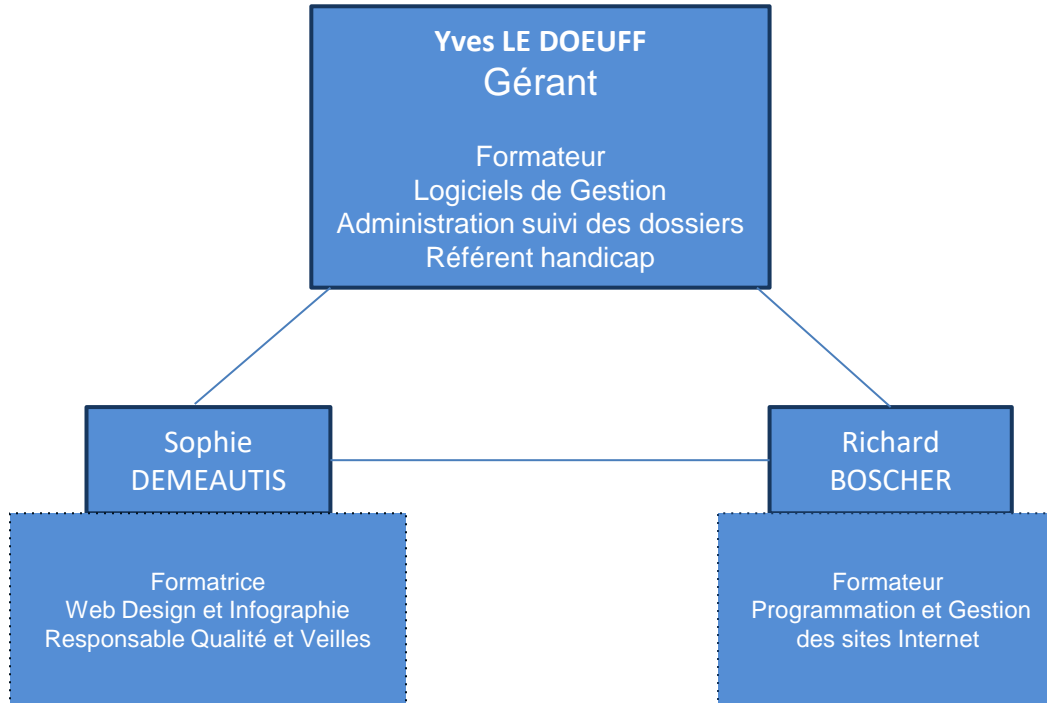 Yves LE DOEUFF
Gérant
Formateur
Logiciels de Gestion
Administration suivi des dossiers
Référent handicap
Sophie
DEMEAUTIS
Formatrice
Web Design et Infographie
Responsable Qualité et Veilles
Richard
BOSCHER
Formateur
Programmation et Gestion
des sites Internet